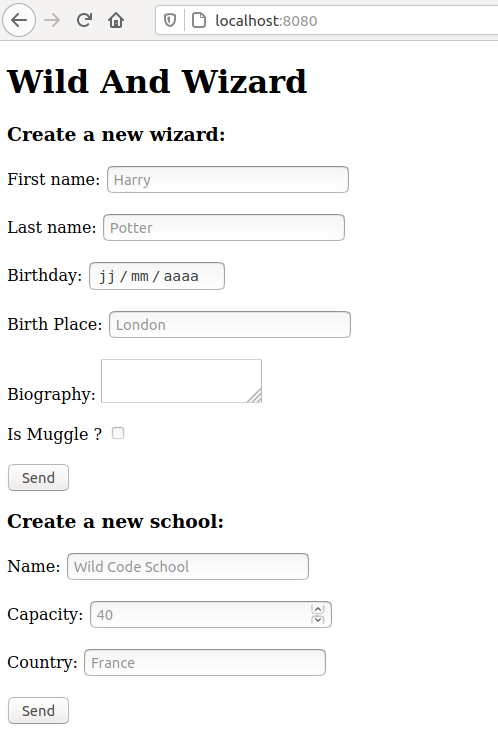 localhost:8080
Wild And Wizard
Create a new wizard:
First name: Harry
Last name: Potter
Birthday: jj / mm / aaaa
Birth Place: London
Biography:
Is Muggle ?
Send
Create a new school:
Name: Wild Code School
Capacity: 40
Country: France
Send